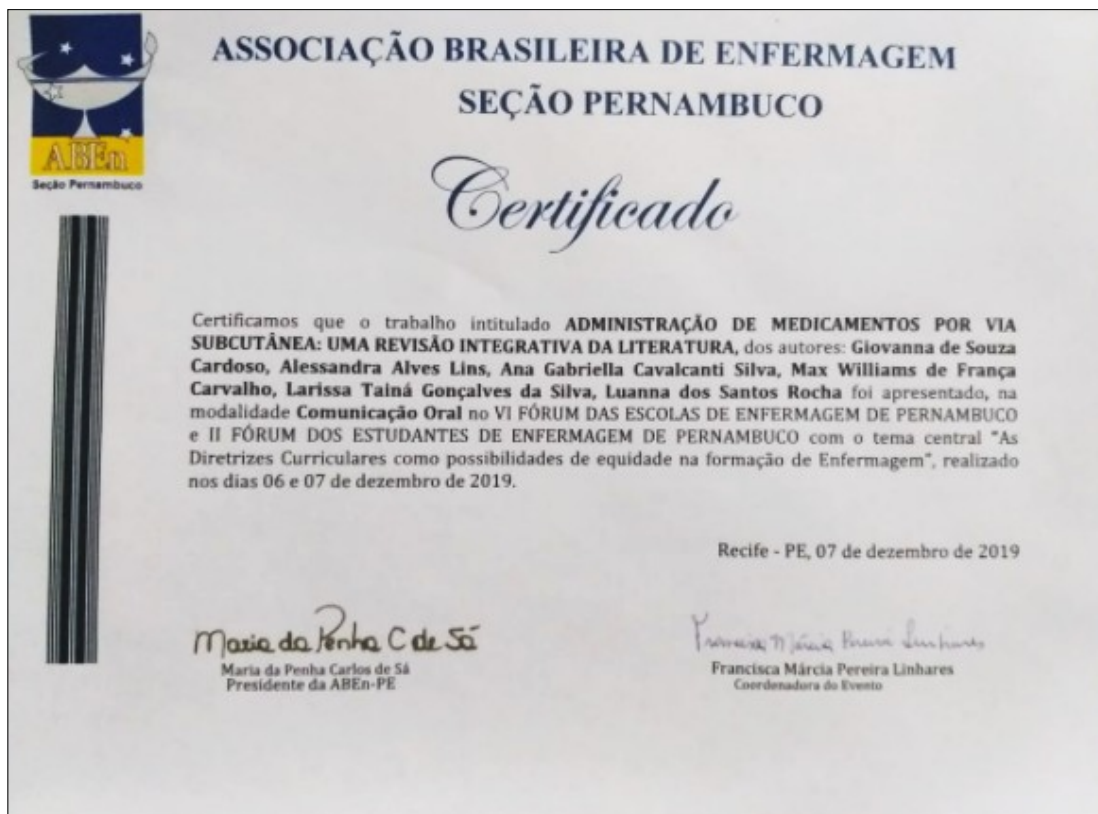 ABEn
Seção Pernambuco
ASSOCIAÇÃO BRASILEIRA DE ENFERMAGEM
SEÇÃO PERNAMBUCO
Certificado
Certificamos que o trabalho intitulado ADMINISTRAÇÃO DE MEDICAMENTOS POR VIA
SUBCUTÂNEA: UMA REVISÃO INTEGRATIVA DA LITERATURA, dos autores: Giovanna de Souza
Cardoso, Alessandra Alves Lins, Ana Gabriella Cavalcanti Silva, Max Williams de França
Carvalho, Larissa Tainá Gonçalves da Silva, Luanna dos Santos Rocha foi apresentado, na
modalidade Comunicação Oral no VI FÓRUM DAS ESCOLAS DE ENFERMAGEM DE PERNAMBUCO
e II FÓRUM DOS ESTUDANTES DE ENFERMAGEM DE PERNAMBUCO com o tema central "As
Diretrizes Curriculares como possibilidades de equidade na formação de Enfermagem", realizado
nos dias 06 e 07 de dezembro de 2019.
Recife - PE, 07 de dezembro de 2019
Maria da Penha C de Sá
Maria da Penha Carlos de Sá
Presidente da ABEn-PE
Francisca Márcia Pereira Linhares
Francisca Márcia Pereira Linhares
Coordenadora do Evento